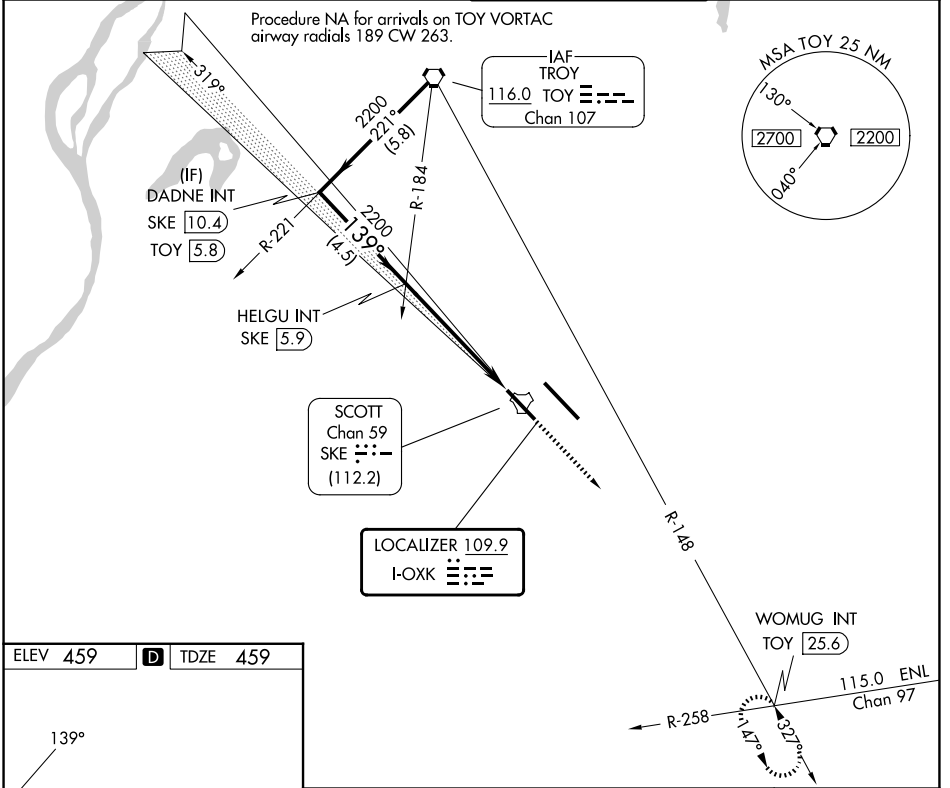 Procedure NA for arrivals on TOY VORTAC
airway radials 189 CW 263.
IAF
TROY
116.0 TOY
Chan 107
MSA TOY 25 NM
130°
2700
2200
040°
319°
2200
221°
(5.8)
R-184
(IF)
DADNE INT
SKE 10.4
TOY 5.8
R-221
2200
139°
(4.5)
HELGU INT
SKE 5.9
SCOTT
Chan 59
SKE
(112.2)
LOCALIZER 109.9
I-OXK
R-148
WOMUG INT
TOY 25.6
115.0 ENL
Chan 97
R-258
147°
327°
ELEV 459 D TDZE 459
139°